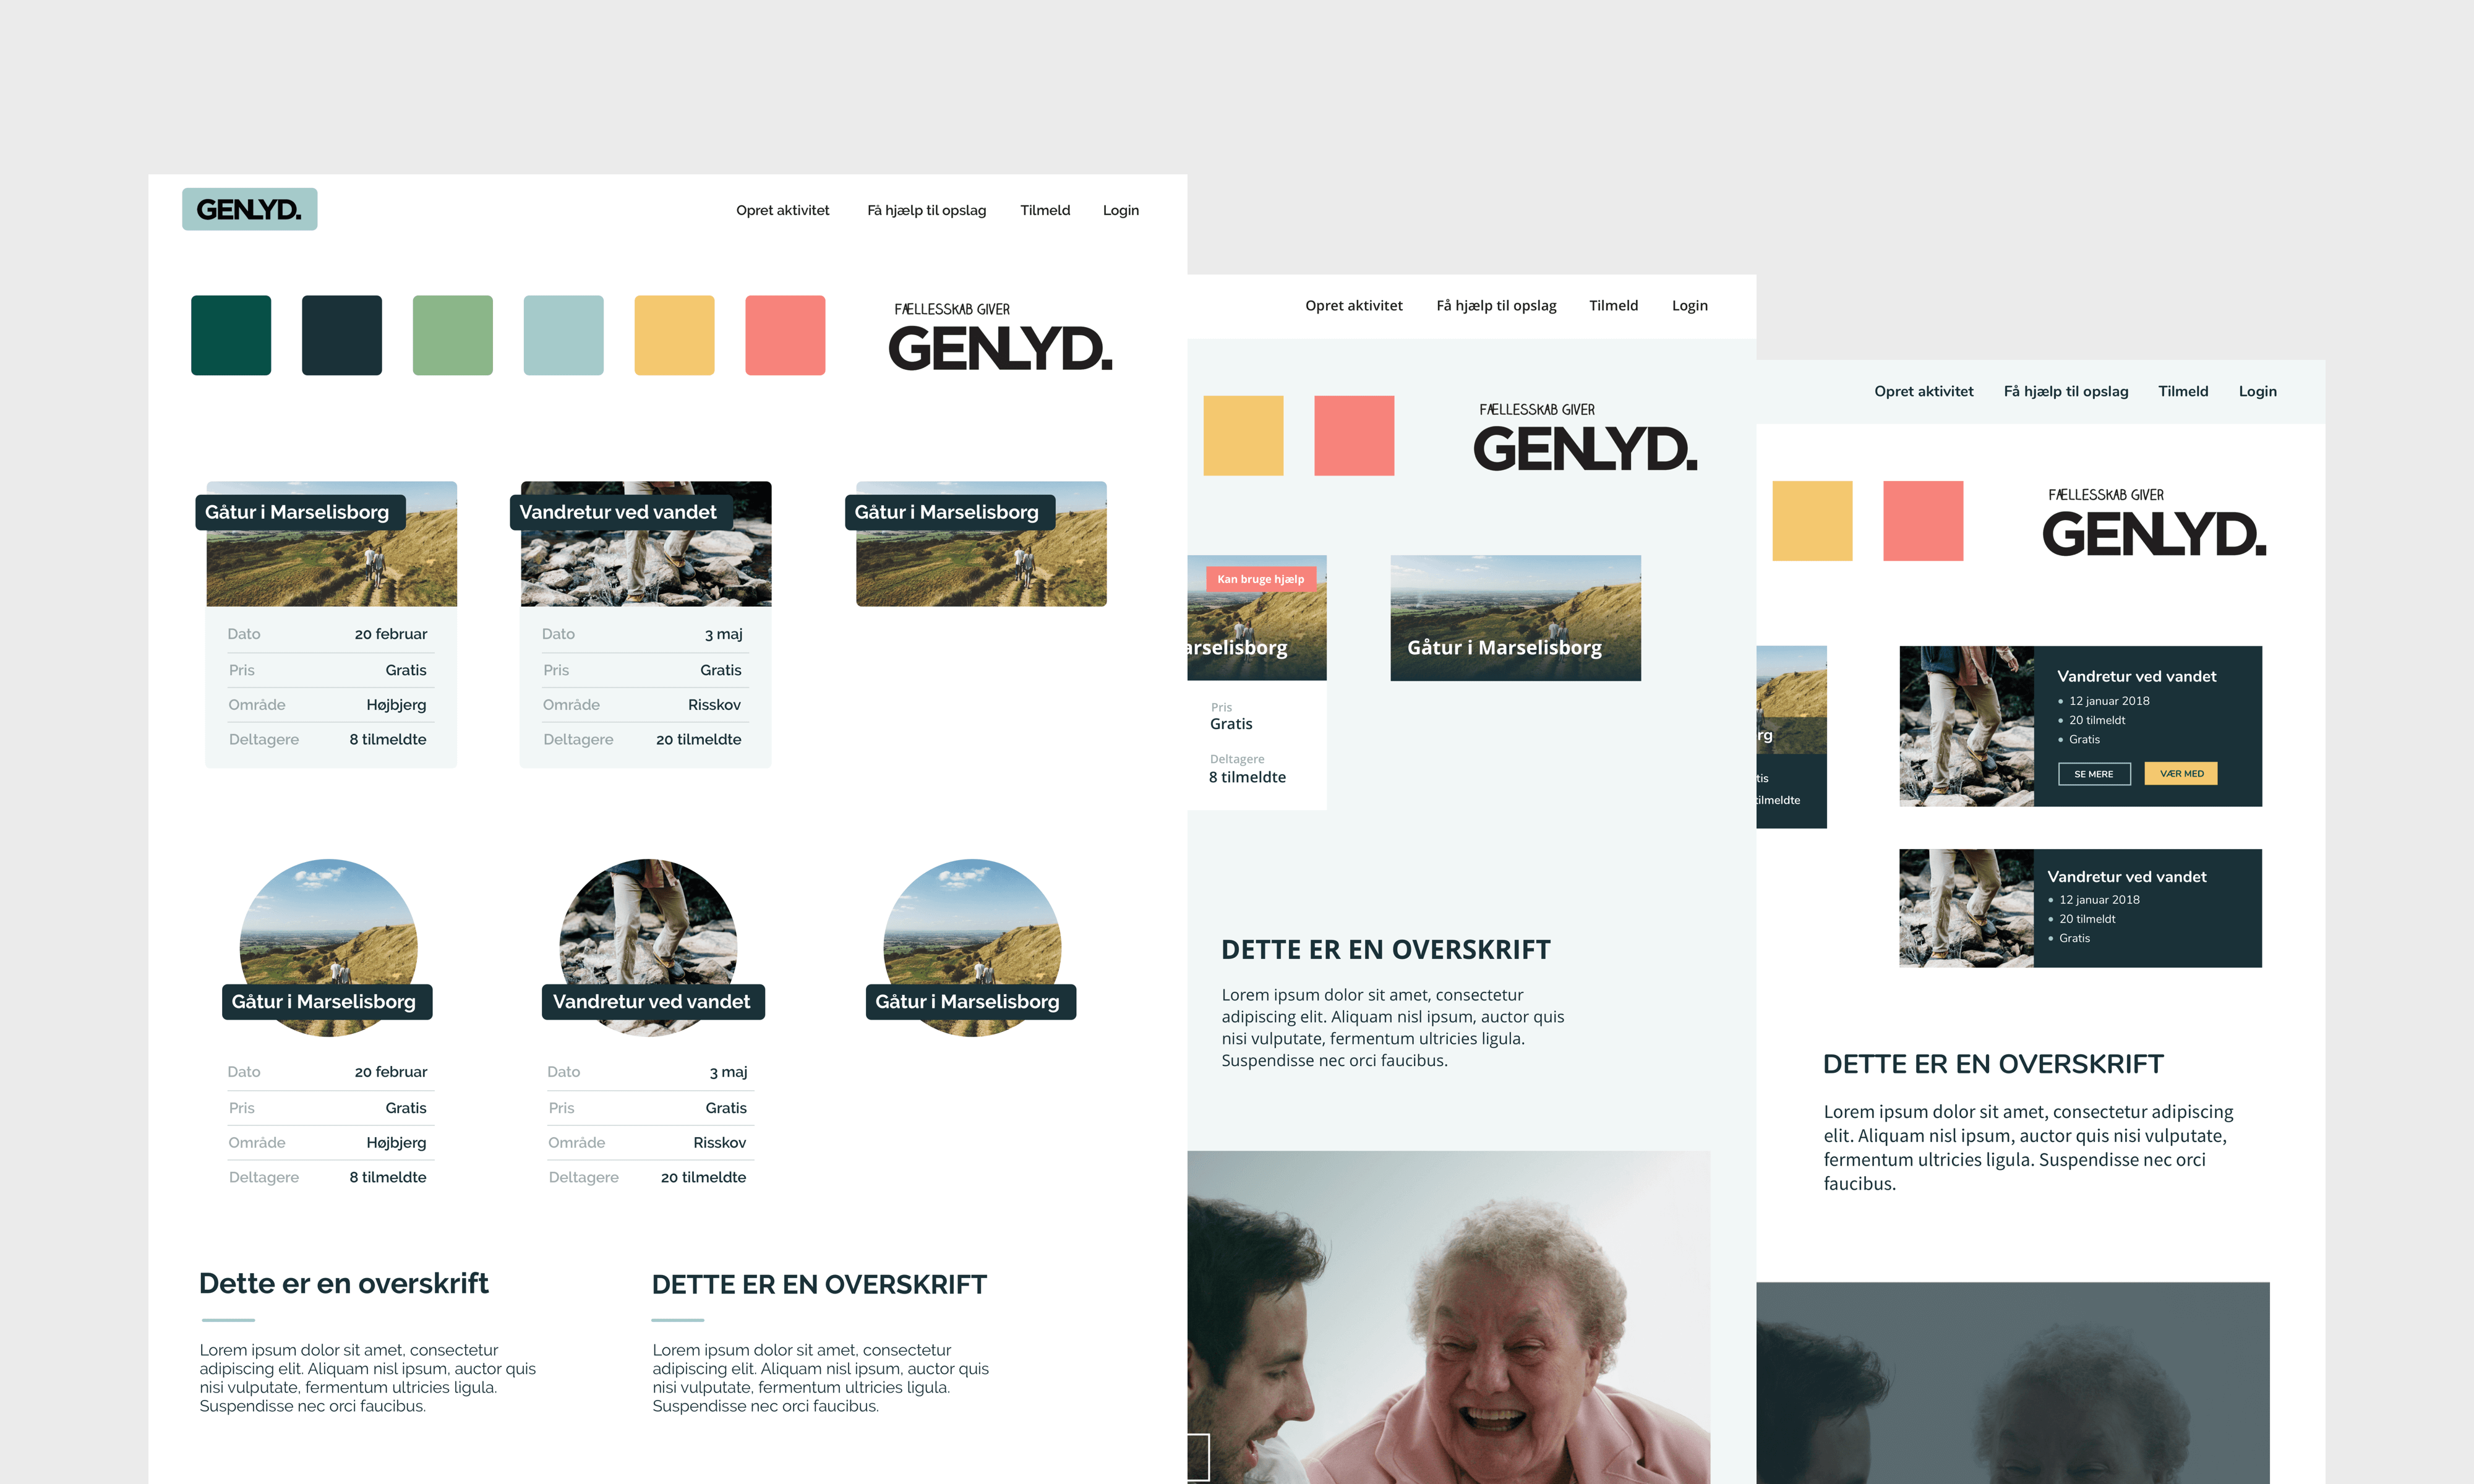 GENLYD.
Opret aktivitet
Få hjælp til opslag
Tilmeld
Login
FÆLLESSKAB GIVER
GENLYD.
Gåtur i Marselisborg
Dato 20 februar
Pris Gratis
Område Højbjerg
Deltagere 8 tilmeldte
Vandretur ved vandet
Dato 3 maj
Pris Gratis
Område Risskov
Deltagere 20 tilmeldte
Gåtur i Marselisborg
Gåtur i Marselisborg
Dato 20 februar
Pris Gratis
Område Højbjerg
Deltagere 8 tilmeldte
Vandretur ved vandet
Dato 3 maj
Pris Gratis
Område Risskov
Deltagere 20 tilmeldte
Gåtur i Marselisborg
Dette er en overskrift
Lorem ipsum dolor sit amet, consectetur
adipiscing elit. Aliquam nisl ipsum, auctor quis
nisi vulputate, fermentum ultricies ligula.
Suspendisse nec orci faucibus.
DETTE ER EN OVERSKRIFT
Lorem ipsum dolor sit amet, consectetur
adipiscing elit. Aliquam nisl ipsum, auctor quis
nisi vulputate, fermentum ultricies ligula.
Suspendisse nec orci faucibus.
Opret aktivitet
Få hjælp til opslag
Tilmeld
Login
FÆLLESSKAB GIVER
GENLYD.
Kan bruge hjælp
arselisborg
Pris
Gratis
Deltagere
8 tilmeldte
Gåtur i Marselisborg
DETTE ER EN OVERSKRIFT
Lorem ipsum dolor sit amet, consectetur
adipiscing elit. Aliquam nisl ipsum, auctor quis
nisi vulputate, fermentum ultricies ligula.
Suspendisse nec orci faucibus.
Opret aktivitet
Få hjælp til opslag
Tilmeld
Login
FÆLLESSKAB GIVER
GENLYD.
rg
tis
tilmeldte
Vandretur ved vandet
12 januar 2018
20 tilmeldt
Gratis
SE MERE
VÆR MED
Vandretur ved vandet
12 januar 2018
20 tilmeldt
Gratis
DETTE ER EN OVERSKRIFT
Lorem ipsum dolor sit amet, consectetur adipiscing
elit. Aliquam nisl ipsum, auctor quis nisi vulputate,
fermentum ultricies ligula. Suspendisse nec orci
faucibus.